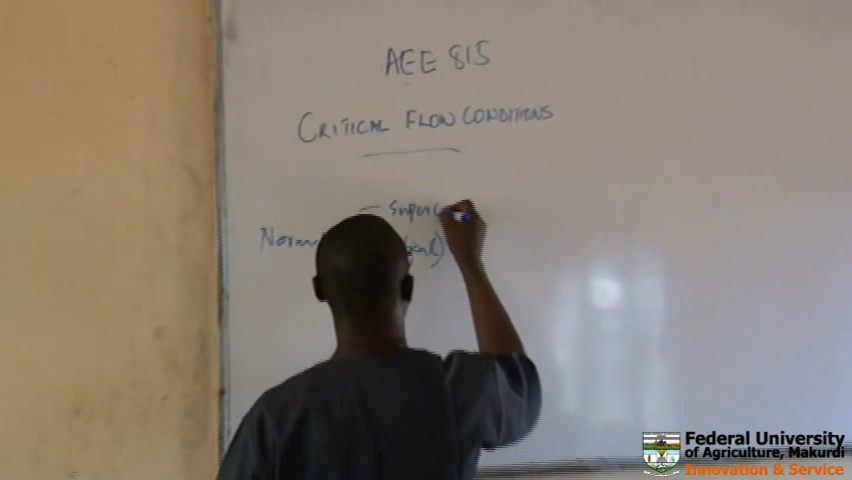 AEE 815
CRITICAL FLOW CONDITIONS
Federal University
of Agriculture, Makurdi
Innovation & Service